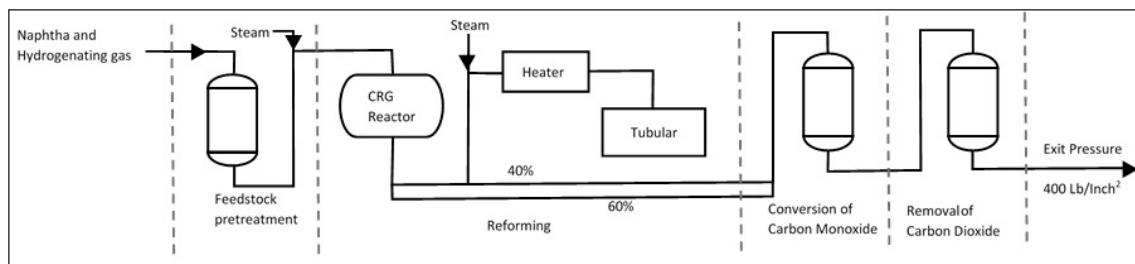 Naphtha and
Hydrogenating gas
Steam
Feedstock
pretreatment
CRG
Reactor
Steam
Heater
Tubular
40%
60%
Reforming
Conversion of
Carbon Monoxide
Removal of
Carbon Dioxide
Exit Pressure
400 Lb/Inch²